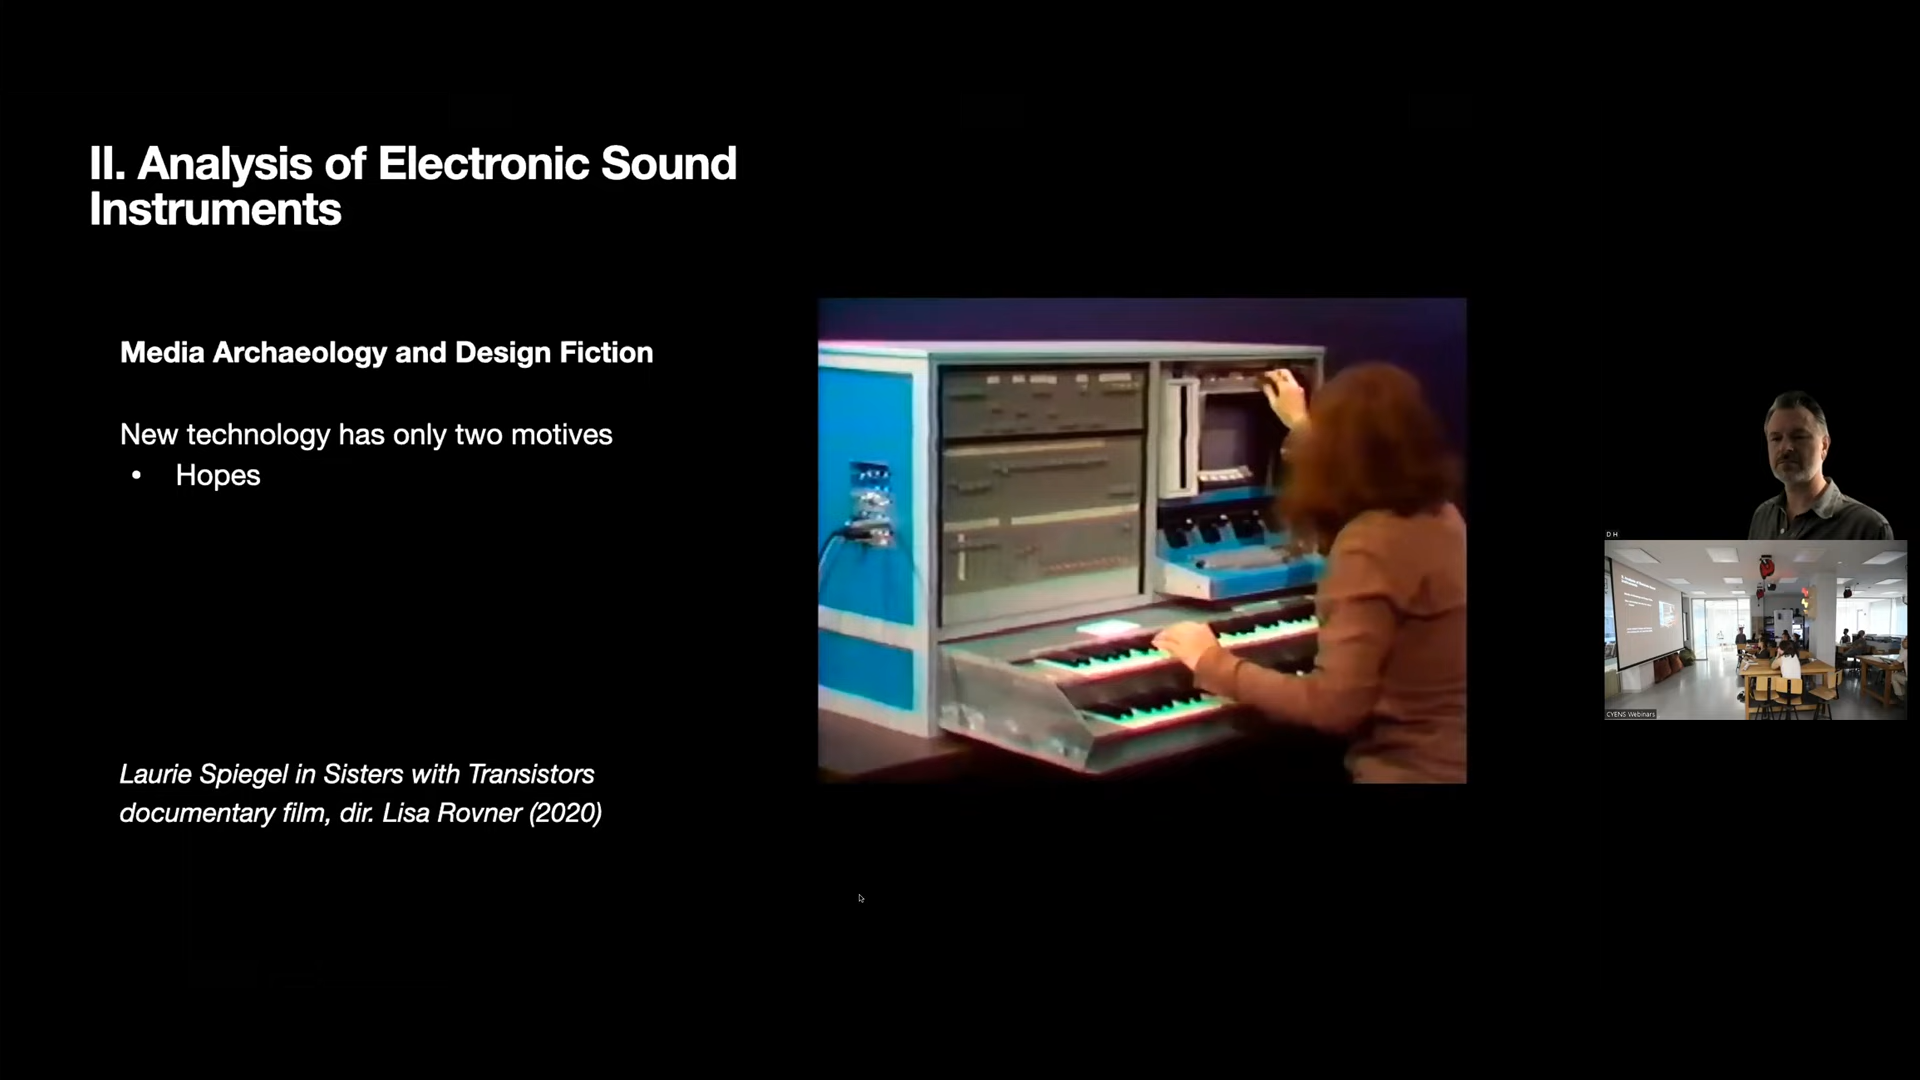 II. Analysis of Electronic Sound
Instruments
Media Archaeology and Design Fiction
New technology has only two motives
• Hopes
Laurie Spiegel in Sisters with Transistors
documentary film, dir. Lisa Rovner (2020)
D H
CYENS Webinars